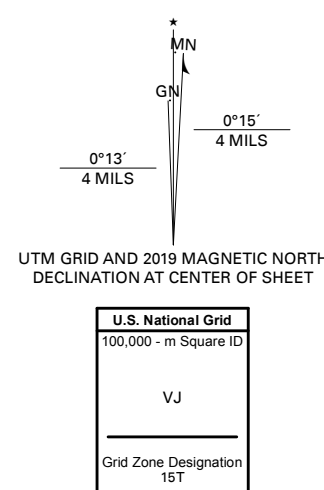 MN
GN
0°15´
4 MILS
0°13´
4 MILS
UTM GRID AND 2019 MAGNETIC NORTH
DECLINATION AT CENTER OF SHEET
U.S. National Grid
100,000 - m Square ID
VJ
Grid Zone Designation
15T